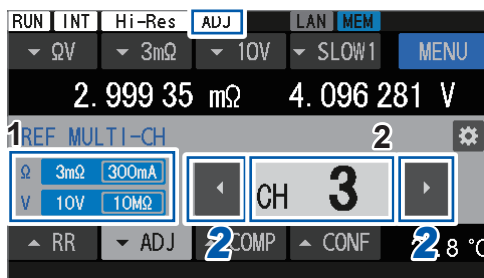 RUN INT Hi-Res ADJ LAN MEM
ΩV 3mΩ 10V SLOW1 MENU
2.999 35 mΩ 4.096 281 V
1 REF MULTI-CH 2
Ω 3mΩ 300mA
V 10V 10MΩ
CH 3
2 2
RR ADJ COMP CONF .8 °C